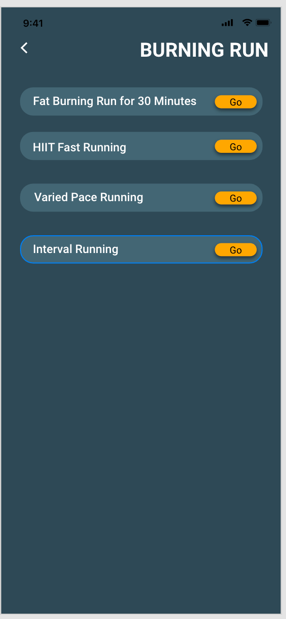 9:41
BURNING RUN
Fat Burning Run for 30 Minutes Go
HIIT Fast Running Go
Varied Pace Running Go
Interval Running Go